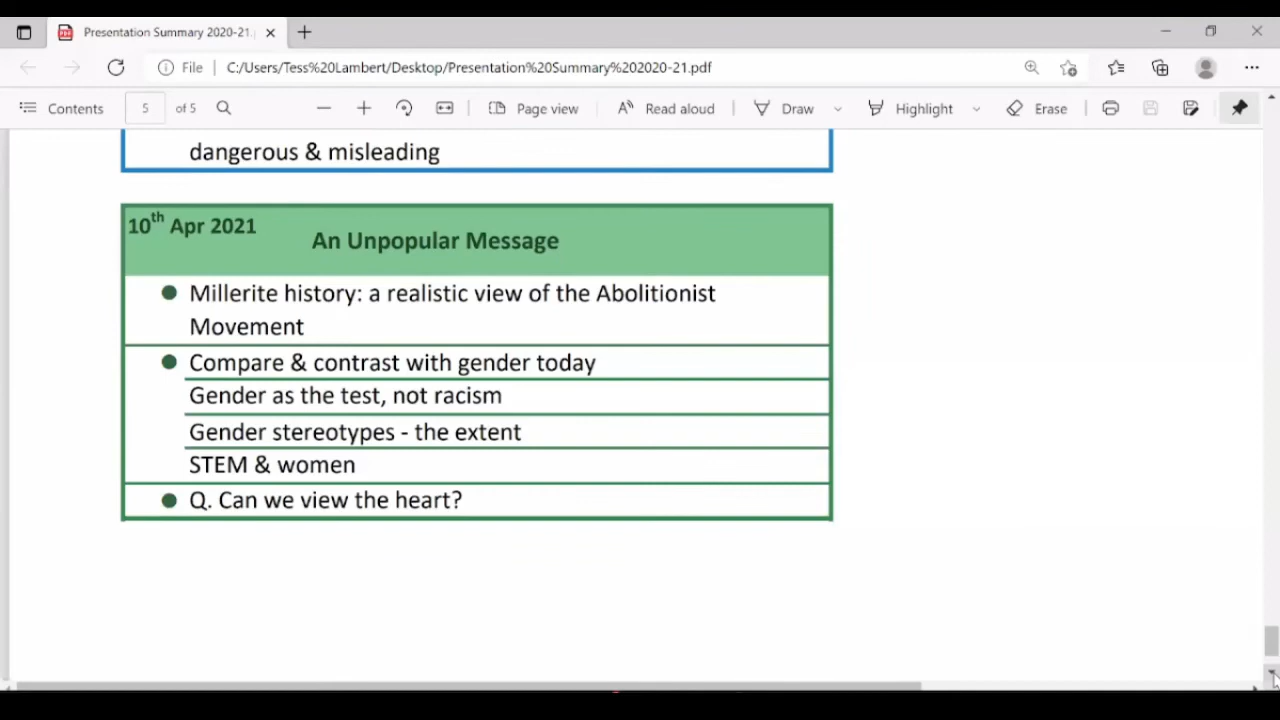 Presentation Summary 2020-21.
File | C:/Users/Tess%20Lambert/Desktop/Presentation%20Summary%202020-21.pdf
Contents 5 of 5 Page view Read aloud Draw Highlight Erase
dangerous & misleading
10th Apr 2021
An Unpopular Message
Millerite history: a realistic view of the Abolitionist
Movement
Compare & contrast with gender today
Gender as the test, not racism
Gender stereotypes - the extent
STEM & women
Q. Can we view the heart?